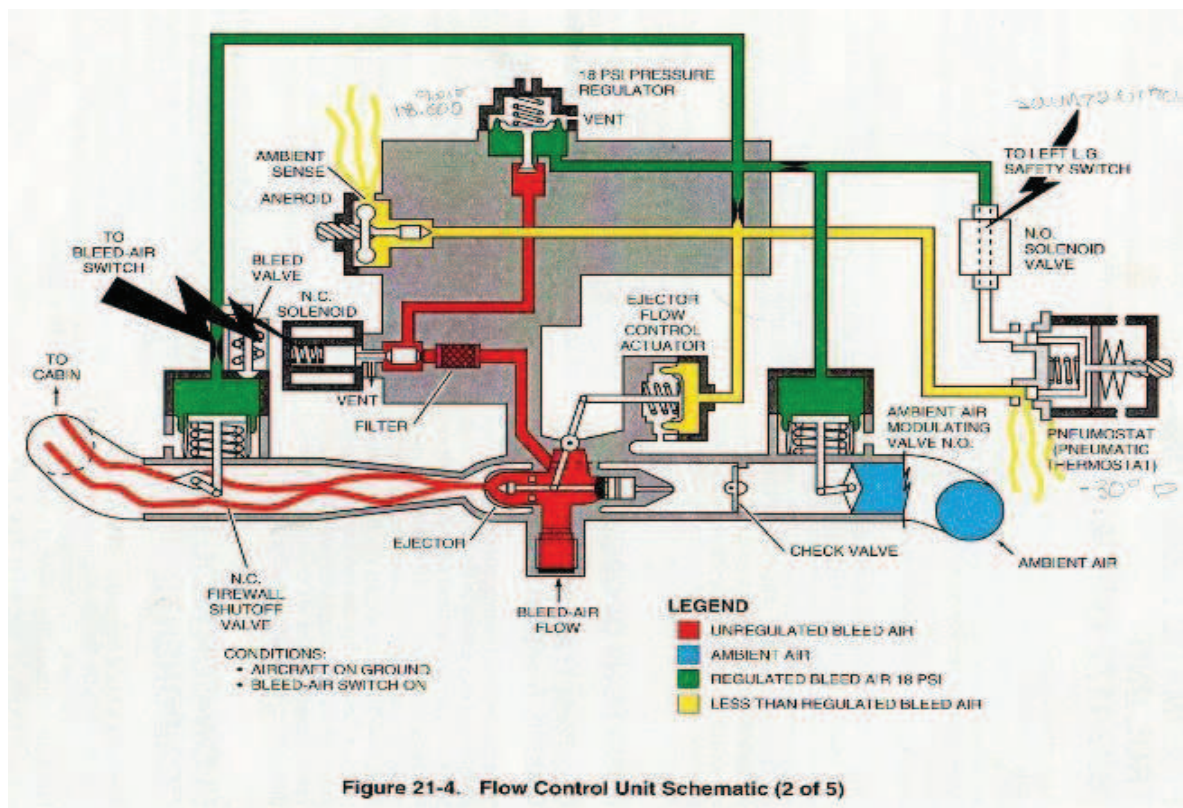 18 PSI PRESSURE
REGULATOR
VENT
AMBIENT
SENSE
ANEROID
TO LEFT L.G.
SAFETY SWITCH
TO
BLEED-AIR
SWITCH
BLEED
VALVE
N.C.
SOLENOID
N.O.
SOLENOID
VALVE
EJECTOR
FLOW
CONTROL
ACTUATOR
TO
CABIN
VENT
FILTER
AMBIENT AIR
MODULATING
VALVE N.O.
PNEUMOSTAT
(PNEUMATIC
THERMOSTAT)
-30°
EJECTOR
CHECK VALVE
AMBIENT AIR
N.C.
FIREWALL
SHUTOFF
VALVE
BLEED-AIR
FLOW
CONDITIONS:
• AIRCRAFT ON GROUND
• BLEED-AIR SWITCH ON
LEGEND
UNREGULATED BLEED AIR
AMBIENT AIR
REGULATED BLEED AIR 18 PSI
LESS THAN REGULATED BLEED AIR
Figure 21-4. Flow Control Unit Schematic (2 of 5)